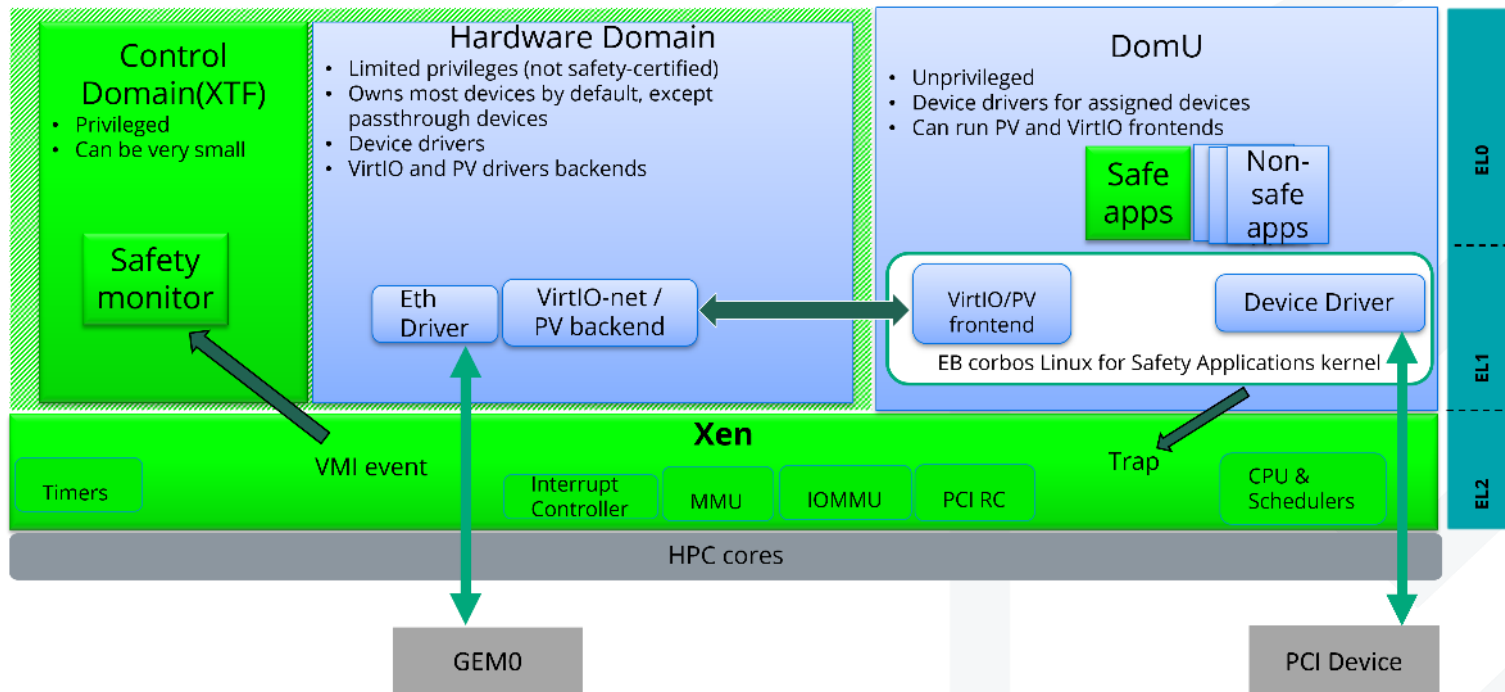 Control
Domain(XTF)
• Privileged
• Can be very small
Safety
monitor
Hardware Domain
• Limited privileges (not safety-certified)
• Owns most devices by default, except
passthrough devices
• Device drivers
• VirtIO and PV drivers backends
Eth
Driver
VirtIO-net /
PV backend
DomU
• Unprivileged
• Device drivers for assigned devices
• Can run PV and VirtIO frontends
Safe
apps
Non-
safe
apps
VirtIO/PV
frontend
Device Driver
EB corbos Linux for Safety Applications kernel
EL0
EL1
EL2
Xen
VMI event
Trap
Timers
Interrupt
Controller
MMU
IOMMU
PCI RC
CPU &
Schedulers
HPC cores
GEM0
PCI Device